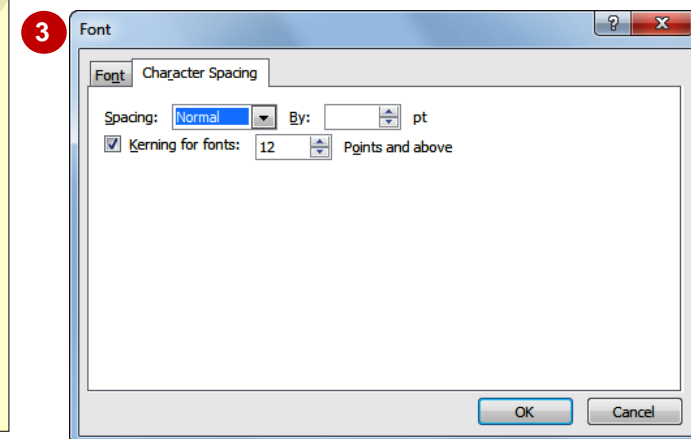 3
Font
?
X
Font Character Spacing
Spacing: Normal By: pt
Kerning for fonts: 12 Points and above
OK Cancel